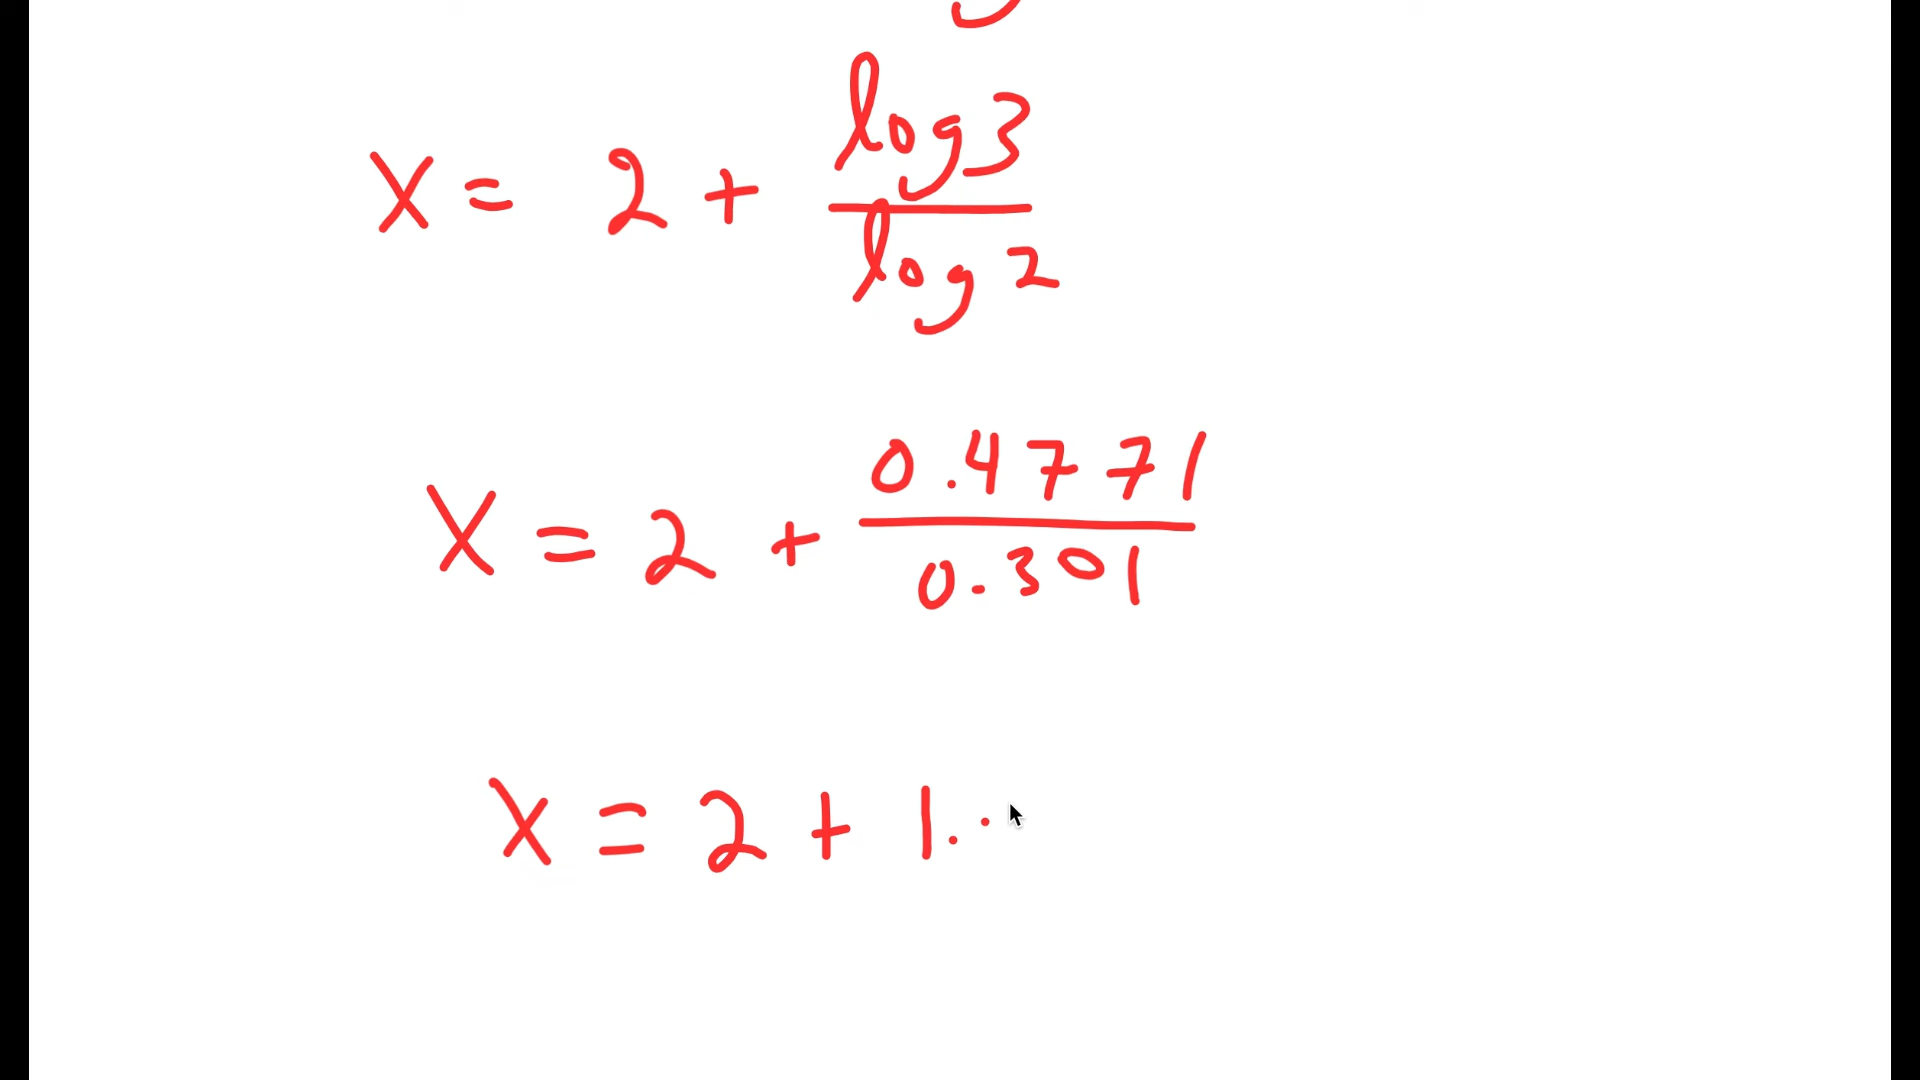 x = 2 + log3/log2
x = 2 + 0.4771/0.301
x = 2 + 1.